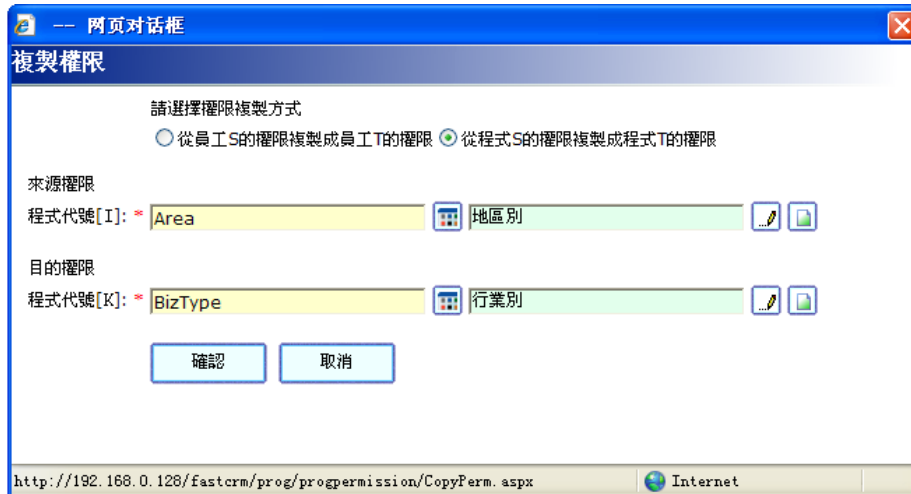 -- 网页对话框
複製權限
請選擇權限複製方式
從員工S的權限複製成員工T的權限 從程式S的權限複製成程式T的權限
來源權限
程式代號[I]: * Area 地區別
目的權限
程式代號[K]: * BizType 行業別
確認 取消
http://192.168.0.128/fastcrm/prog/progpermission/CopyPerm.aspx Internet